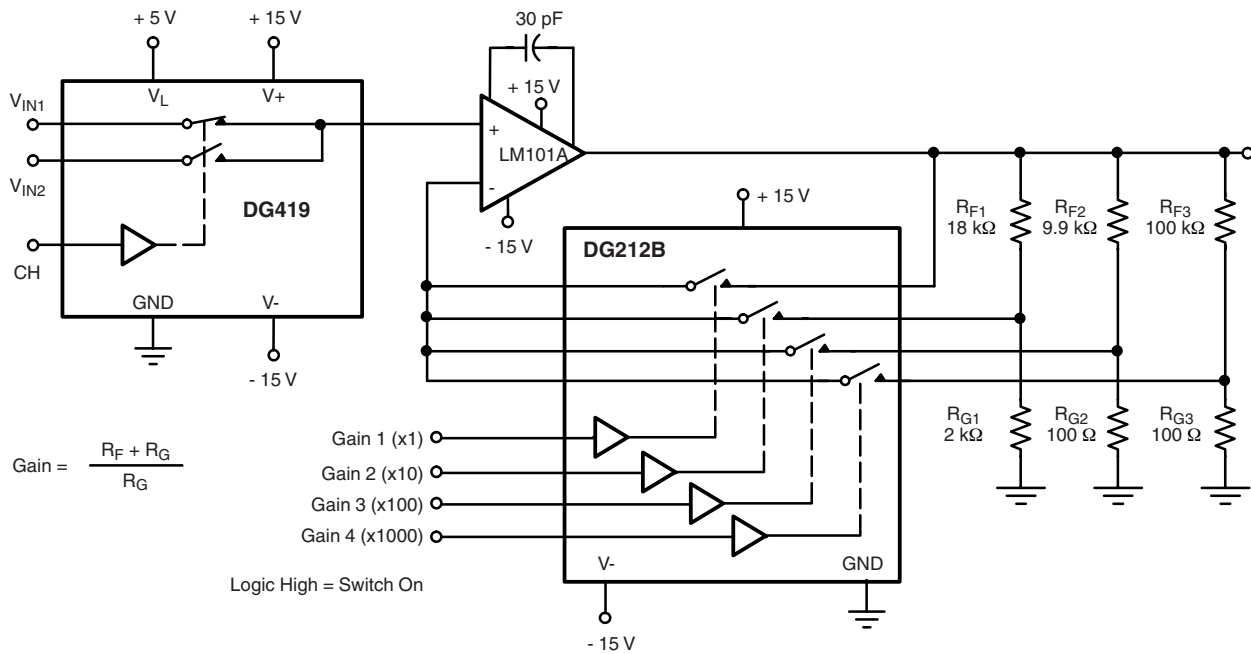 + 5 V
+ 15 V
30 pF
V_L
V+
V_IN1
V_IN2
DG419
CH
GND
V-
- 15 V
+ 15 V
+
LM101A
-
- 15 V
+ 15 V
DG212B
R_F1
18 kΩ
R_F2
9.9 kΩ
R_F3
100 kΩ
R_G1
2 kΩ
R_G2
100 Ω
R_G3
100 Ω
Gain = R_F + R_G
R_G
Gain 1 (x1)
Gain 2 (x10)
Gain 3 (x100)
Gain 4 (x1000)
Logic High = Switch On
V-
GND
- 15 V